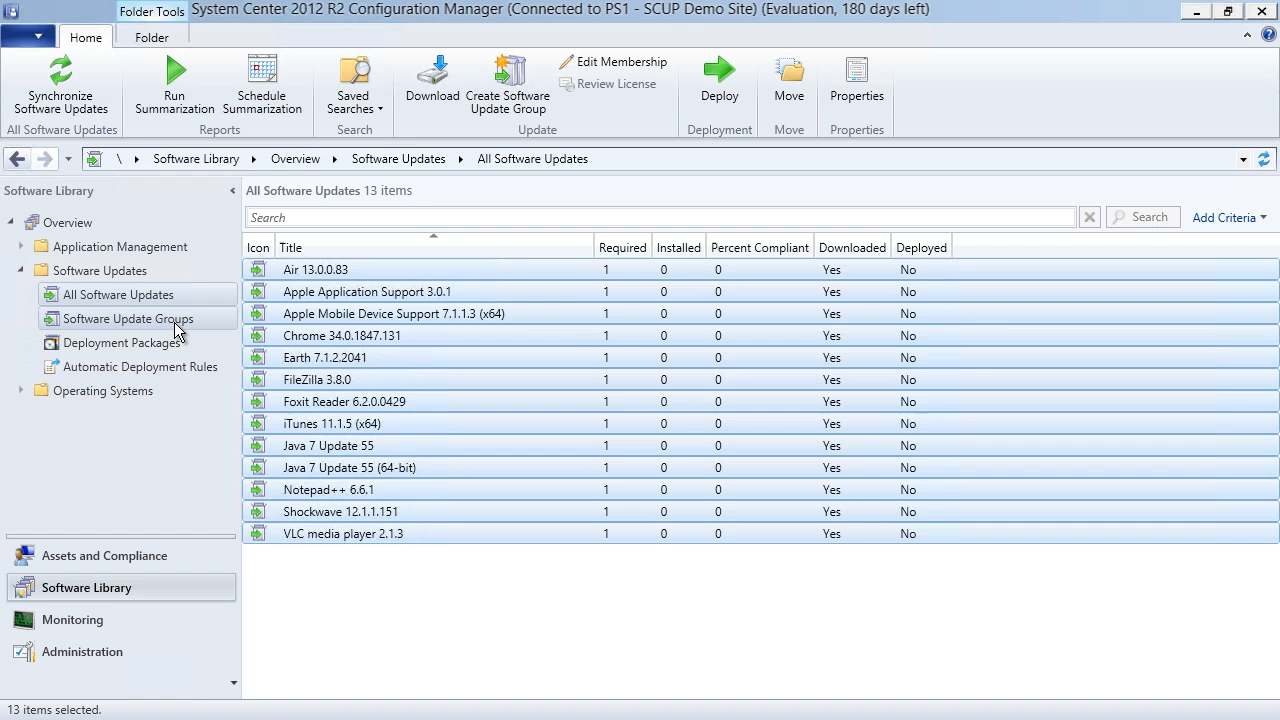 Folder Tools
System Center 2012 R2 Configuration Manager (Connected to PS1 - SCUP Demo Site) (Evaluation, 180 days left)
Home
Folder
Synchronize Software Updates
All Software Updates
Run Summarization
Schedule Summarization
Reports
Saved Searches
Search
Download
Create Software Update Group
Edit Membership
Review License
Update
Deploy
Deployment
Move
Move
Properties
Properties
\ Software Library Overview Software Updates All Software Updates
Software Library
Overview
Application Management
Software Updates
All Software Updates
Software Update Groups
Deployment Packages
Automatic Deployment Rules
Operating Systems
Assets and Compliance
Software Library
Monitoring
Administration
All Software Updates 13 items
Search
Search
Add Criteria
Icon Title Required Installed Percent Compliant Downloaded Deployed
Air 13.0.0.83 1 0 0 Yes No
Apple Application Support 3.0.1 1 0 0 Yes No
Apple Mobile Device Support 7.1.1.3 (x64) 1 0 0 Yes No
Chrome 34.0.1847.131 1 0 0 Yes No
Earth 7.1.2.2041 1 0 0 Yes No
FileZilla 3.8.0 1 0 0 Yes No
Foxit Reader 6.2.0.0429 1 0 0 Yes No
iTunes 11.1.5 (x64) 1 0 0 Yes No
Java 7 Update 55 1 0 0 Yes No
Java 7 Update 55 (64-bit) 1 0 0 Yes No
Notepad++ 6.6.1 1 0 0 Yes No
Shockwave 12.1.1.151 1 0 0 Yes No
VLC media player 2.1.3 1 0 0 Yes No
13 items selected.